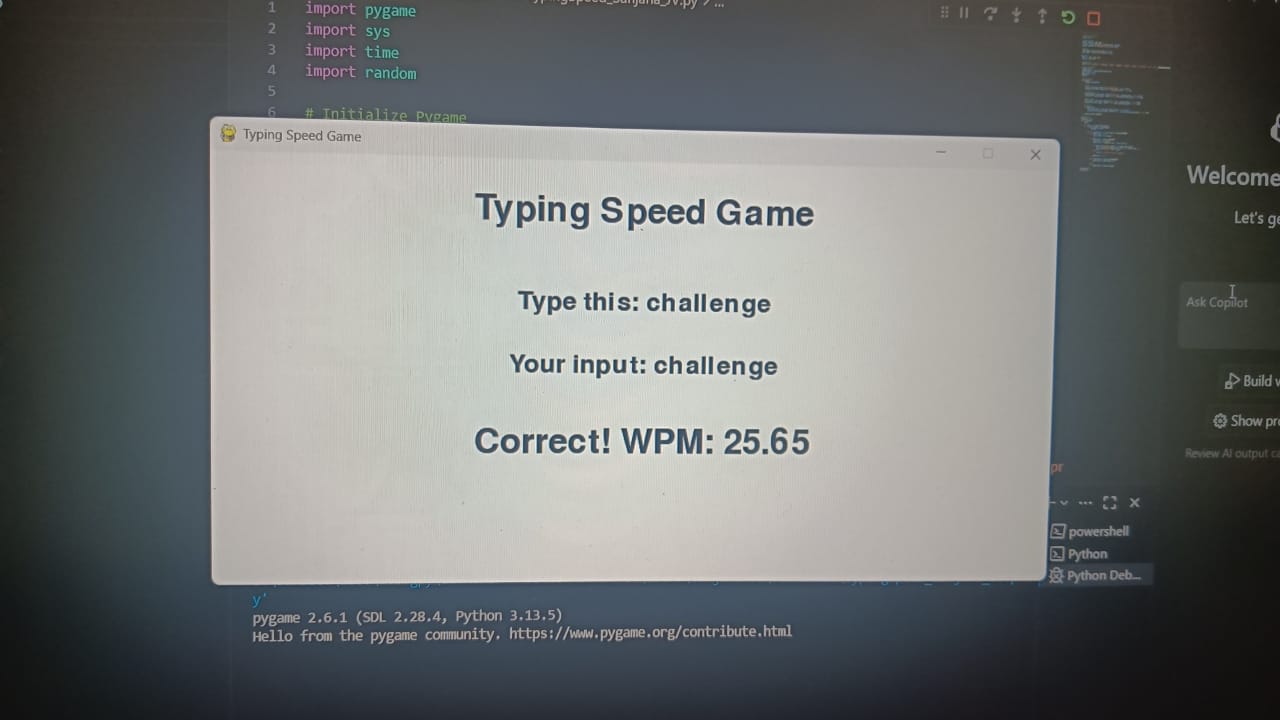 1 import pygame
2 import sys
3 import time
4 import random
5
6 # Initialize Pygame
Typing Speed Game
Typing Speed Game
Type this: challenge
Your input: challenge
Correct! WPM: 25.65
Welcome
Let's
Ask Copilot
Build
Show
Review AI output
powershell
Python
Python Deb...
y'
pygame 2.6.1 (SDL 2.28.4, Python 3.13.5)
Hello from the pygame community. https://www.pygame.org/contribute.html